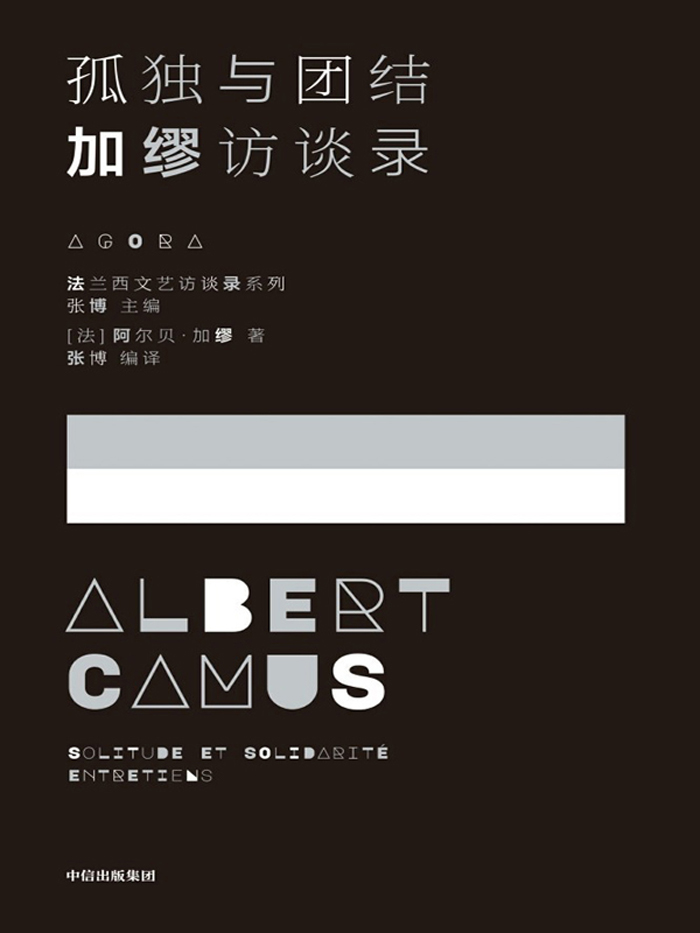 孤独与团结
加缪访谈录
AGORA
法兰西文艺访谈录系列
张博 主编
[法] 阿尔贝·加缪 著
张博 编译
ALBERT
CAMUS
SOLITUDE ET SOLIDARITÉ
ENTRETIENS
中信出版集团